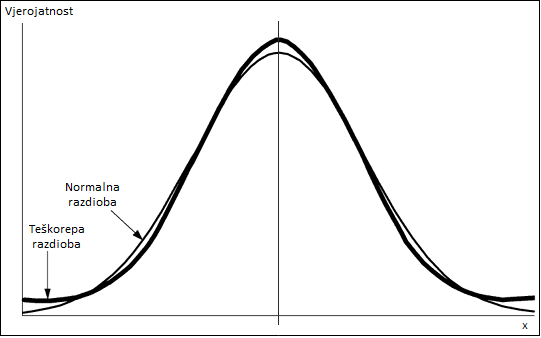 Vjerojatnost
Normalna
razdioba
Teškorepa
razdioba
x